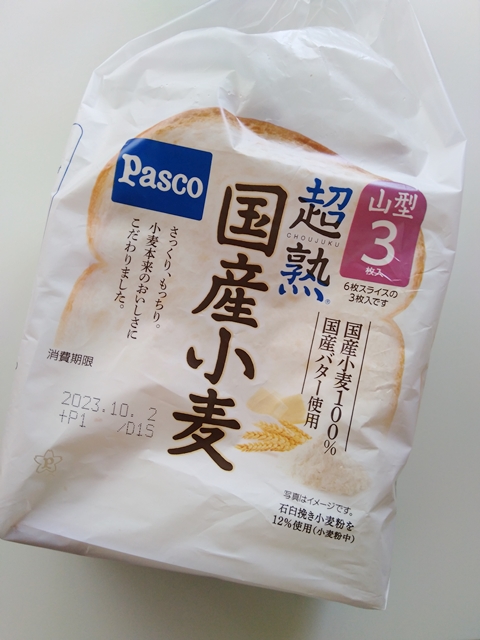 Pasco
超熟
CHOUJUKU
国産小麦
山型
3
枚入
6枚スライスの
3枚入です
さっくり、もっちり。
小麦本来のおいしさに
こだわりました。
国産小麦100%
国産バター使用
消費期限
2023.10. 2
+P1 /D15
写真はイメージです。
石臼挽き小麦粉を
12%使用(小麦粉中)